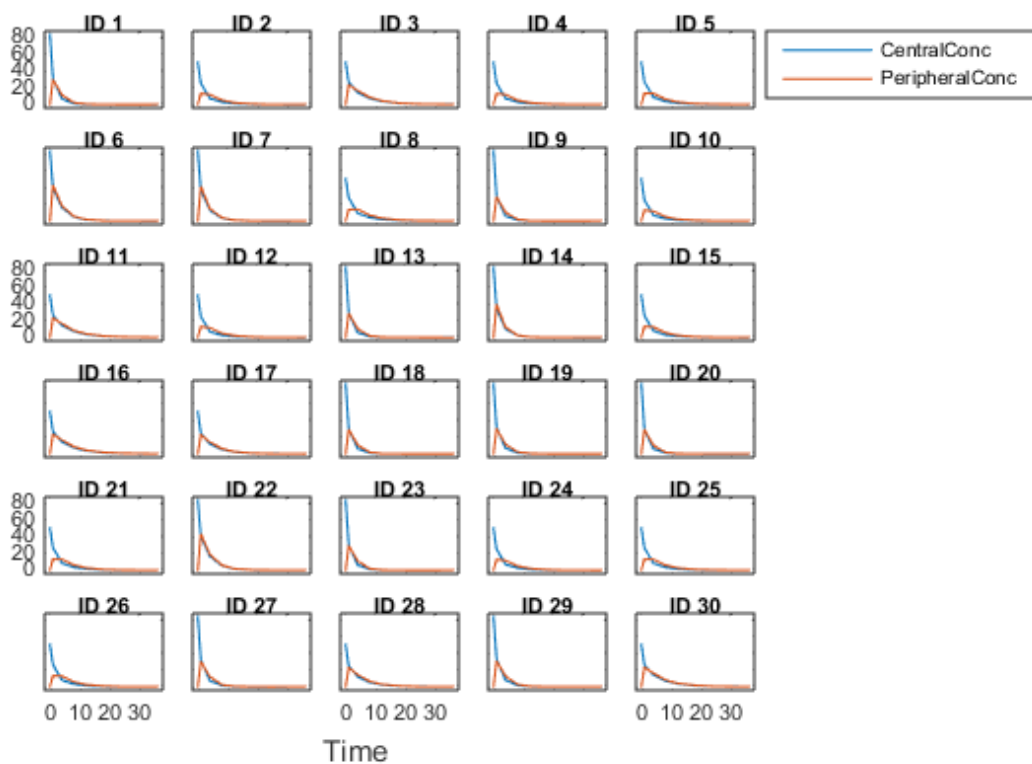 ID 1 ID 2 ID 3 ID 4 ID 5
80
60
40
20
0
CentralConc
PeripheralConc
ID 6 ID 7 ID 8 ID 9 ID 10
ID 11 ID 12 ID 13 ID 14 ID 15
80
60
40
20
0
ID 16 ID 17 ID 18 ID 19 ID 20
ID 21 ID 22 ID 23 ID 24 ID 25
80
60
40
20
0
ID 26 ID 27 ID 28 ID 29 ID 30
0 10 20 30 0 10 20 30 0 10 20 30
Time